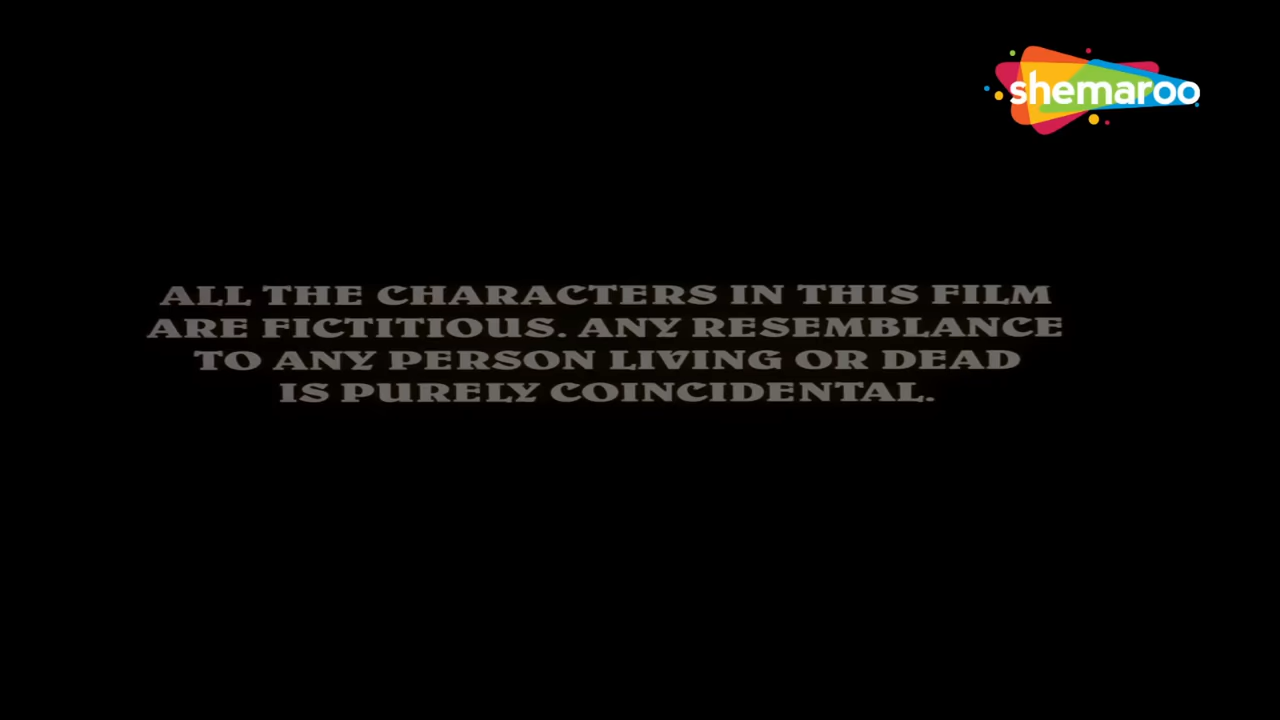 shemaroo
ALL THE CHARACTERS IN THIS FILM
ARE FICTITIOUS. ANY RESEMBLANCE
TO ANY PERSON LIVING OR DEAD
IS PURELY COINCIDENTAL.